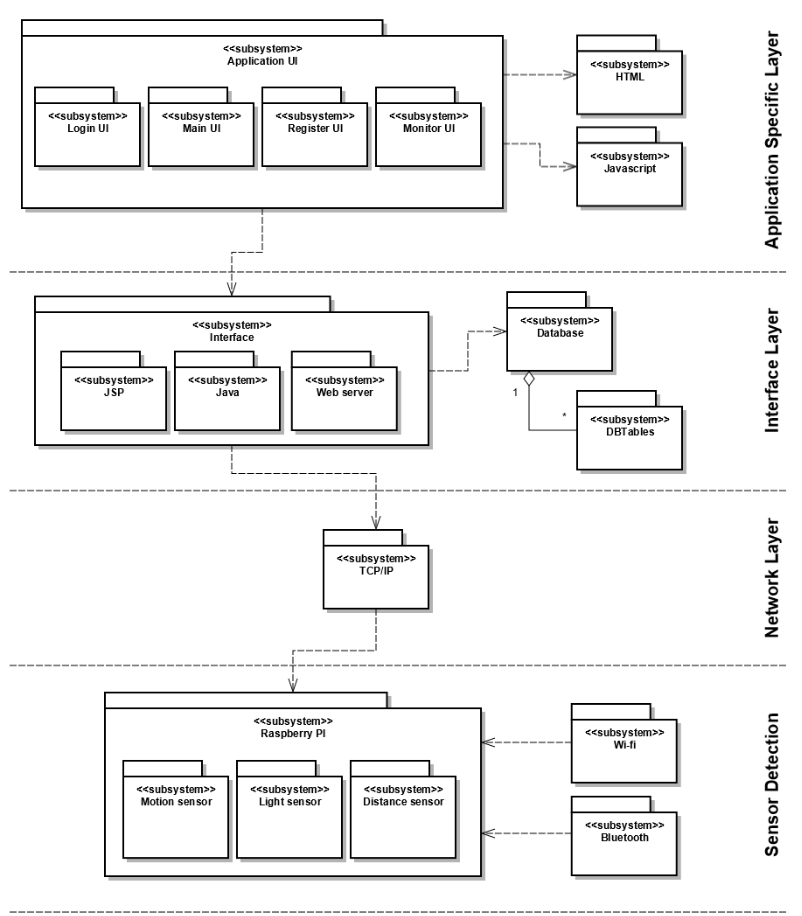 <<subsystem>>
Application UI
<<subsystem>>
Login UI
<<subsystem>>
Main UI
<<subsystem>>
Register UI
<<subsystem>>
Monitor UI
<<subsystem>>
HTML
<<subsystem>>
Javascript
Application Specific Layer
<<subsystem>>
Interface
<<subsystem>>
JSP
<<subsystem>>
Java
<<subsystem>>
Web server
<<subsystem>>
Database
1
*
<<subsystem>>
DBTables
Interface Layer
<<subsystem>>
TCP/IP
Network Layer
<<subsystem>>
Raspberry PI
<<subsystem>>
Motion sensor
<<subsystem>>
Light sensor
<<subsystem>>
Distance sensor
<<subsystem>>
Wi-fi
<<subsystem>>
Bluetooth
Sensor Detection